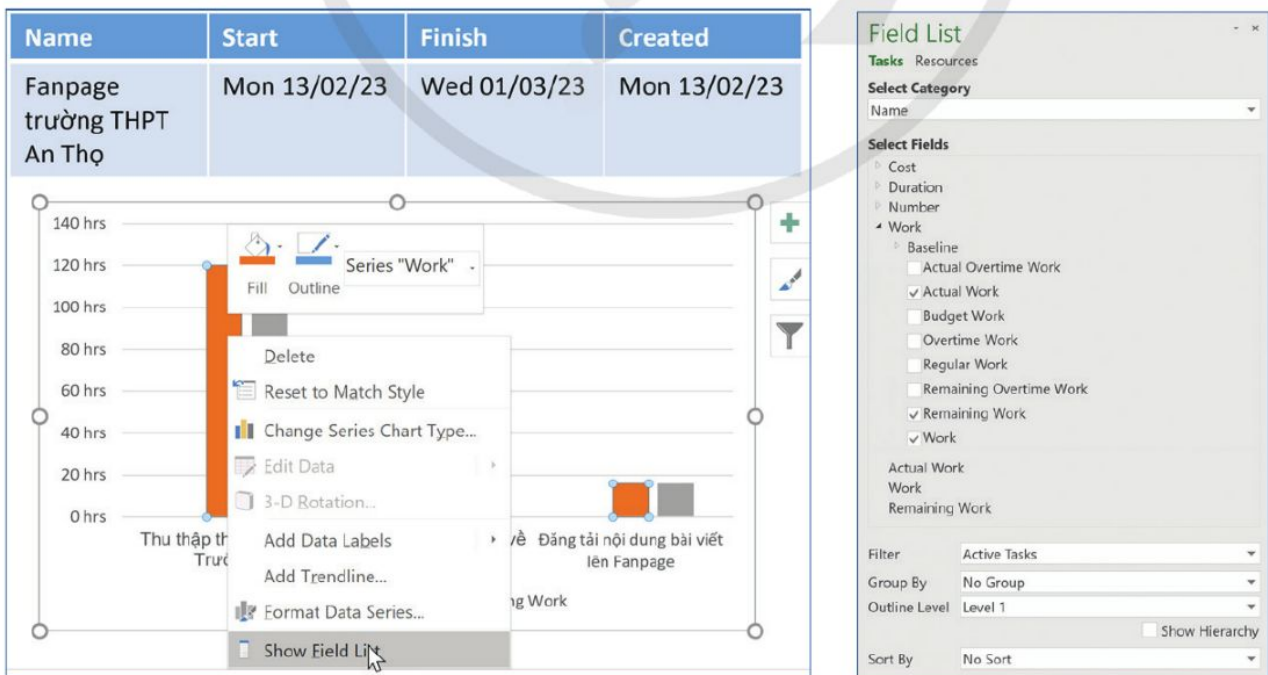 Name Start Finish Created
Fanpage Mon 13/02/23 Wed 01/03/23 Mon 13/02/23
trường THPT
An Thọ
140 hrs
120 hrs
100 hrs
80 hrs
60 hrs
40 hrs
20 hrs
0 hrs
Fill Outline Series "Work"
Delete
Reset to Match Style
Change Series Chart Type...
Edit Data
3-D Rotation...
Add Data Labels
Add Trendline...
Format Data Series...
Show Field
Thu thập
về Đăng tải nội dung bài viết
lên Fanpage
Work
Field List
Tasks Resources
Select Category
Name
Select Fields
Cost
Duration
Number
Work
Baseline
Actual Overtime Work
Actual Work
Budget Work
Overtime Work
Regular Work
Remaining Overtime Work
Remaining Work
Work
Actual Work
Work
Remaining Work
Filter Active Tasks
Group By No Group
Outline Level Level 1
Show Hierarchy
Sort By No Sort